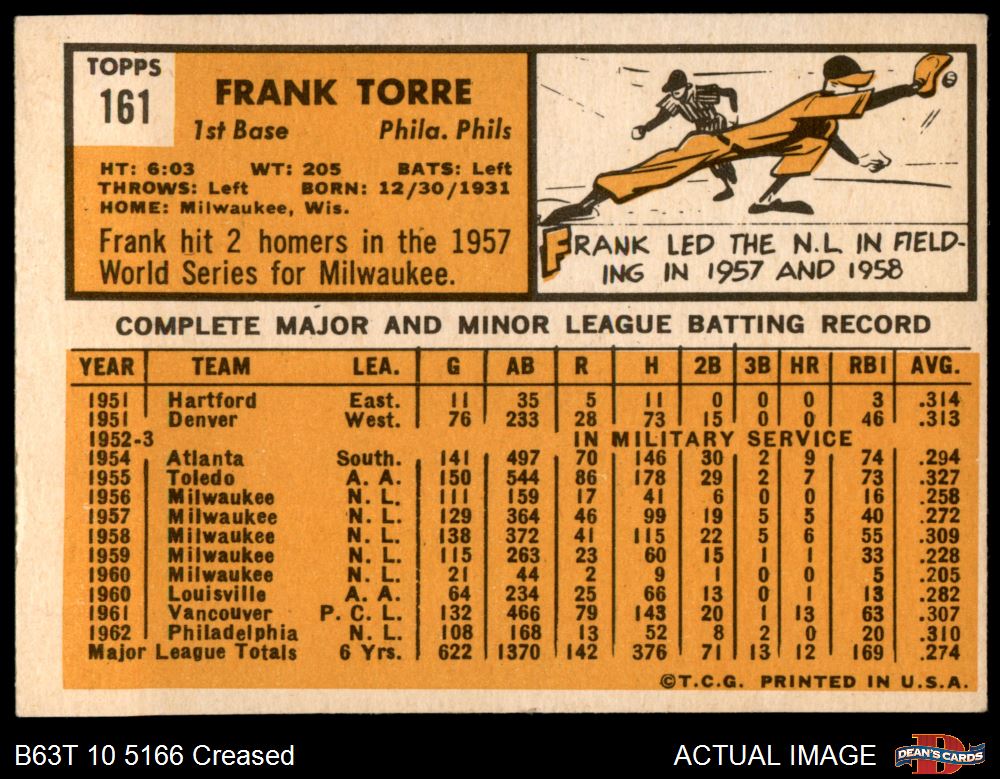 TOPPS
161
FRANK TORRE
1st Base Phila. Phils
HT: 6:03 WT: 205 BATS: Left
THROWS: Left BORN: 12/30/1931
HOME: Milwaukee, Wis.
Frank hit 2 homers in the 1957
World Series for Milwaukee.
FRANK LED THE N.L IN FIELD-
ING IN 1957 AND 1958
COMPLETE MAJOR AND MINOR LEAGUE BATTING RECORD
YEAR TEAM LEA. G AB R H 2B 3B HR RBI AVG.
1951 Hartford East. 11 35 5 11 0 0 0 3 .314
1951 Denver West. 76 233 28 73 15 0 0 46 .313
1952-3 IN MILITARY SERVICE
1954 Atlanta South. 141 497 70 146 30 2 9 74 .294
1955 Toledo A. A. 150 544 86 178 29 2 7 73 .327
1956 Milwaukee N. L. 111 159 17 41 6 0 0 16 .258
1957 Milwaukee N. L. 129 364 46 99 19 5 5 40 .272
1958 Milwaukee N. L. 138 372 41 115 22 5 6 55 .309
1959 Milwaukee N. L. 115 263 23 60 15 1 1 33 .228
1960 Milwaukee N. L. 21 44 2 9 1 0 0 5 .205
1960 Louisville A. A. 64 234 25 66 13 0 1 13 .282
1961 Vancouver P. C. L. 132 466 79 143 20 1 13 63 .307
1962 Philadelphia N. L. 108 168 13 52 8 2 0 20 .310
Major League Totals 6 Yrs. 622 1370 142 376 71 13 12 169 .274
©T.C.G. PRINTED IN U.S.A.
B63T 10 5166 Creased
ACTUAL IMAGE
DEAN'S CARDS